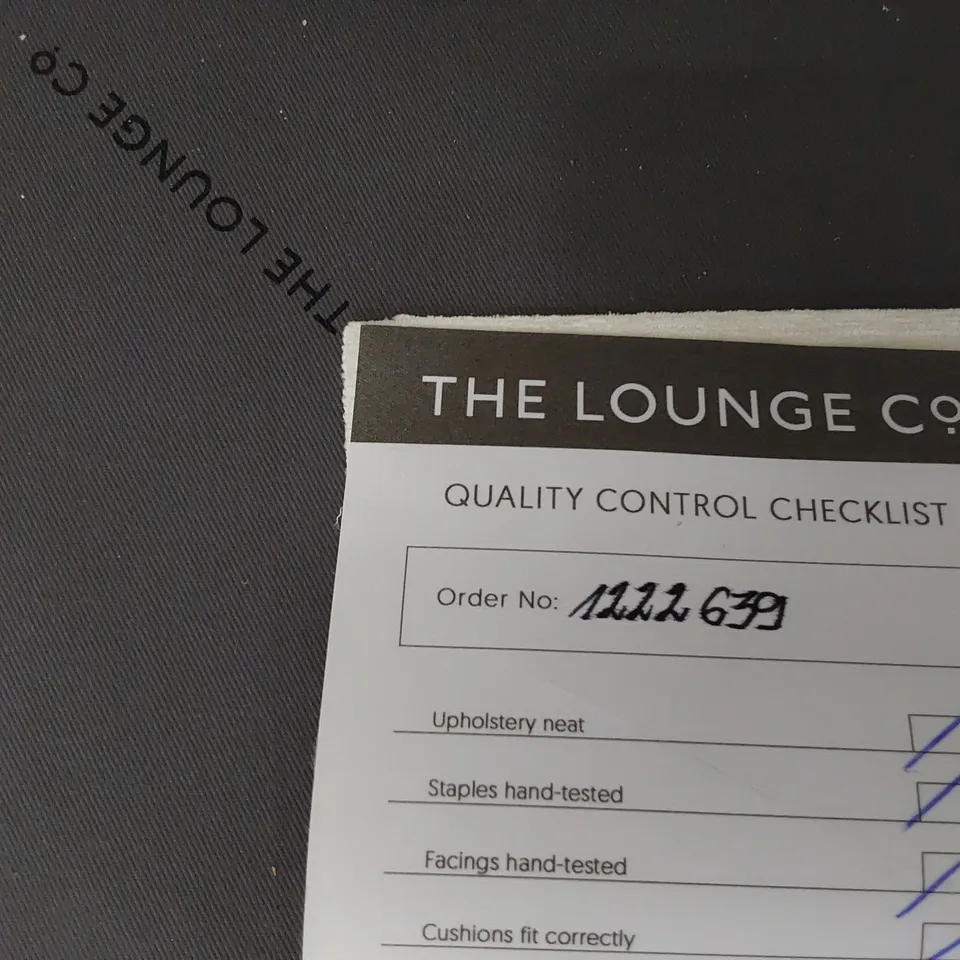 THE LOUNGE Co
THE LOUNGE Co
QUALITY CONTROL CHECKLIST
Order No: 1222639
Upholstery neat
Staples hand-tested
Facings hand-tested
Cushions fit correctly